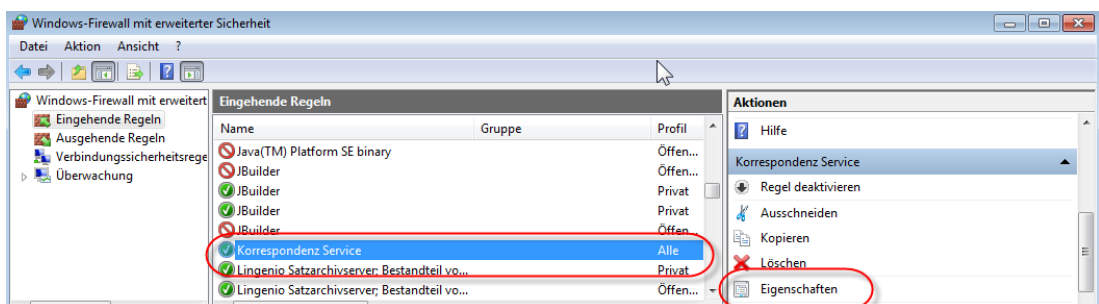 Windows-Firewall mit erweiterter Sicherheit
Datei Aktion Ansicht ?
Windows-Firewall mit erweitert
Eingehende Regeln
Ausgehende Regeln
Verbindungssicherheitsrege
Überwachung
Eingehende Regeln
Name Gruppe Profil
Java(TM) Platform SE binary Öffen...
JBuilder Öffen...
JBuilder Privat
JBuilder Privat
JBuilder Öffen...
Korrespondenz Service Alle
Lingenio Satzarchivserver; Bestandteil vo... Privat
Lingenio Satzarchivserver; Bestandteil vo... Öffen...
Aktionen
Hilfe
Korrespondenz Service
Regel deaktivieren
Ausschneiden
Kopieren
Löschen
Eigenschaften